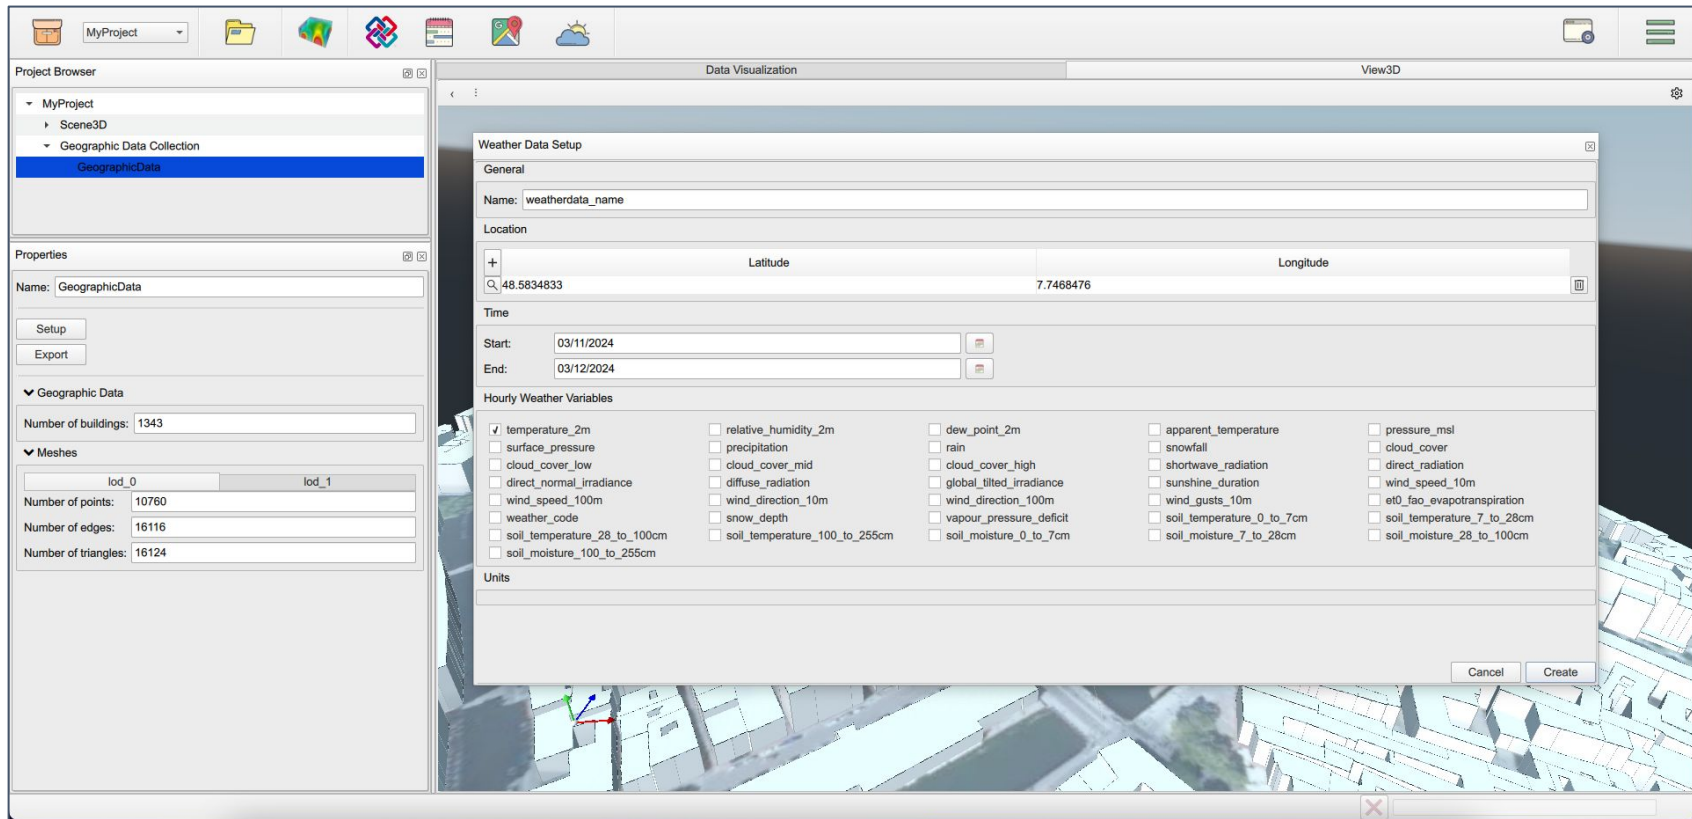 MyProject
Project Browser
MyProject
Scene3D
Geographic Data Collection
GeographicData
Properties
Name: GeographicData
Setup
Export
Geographic Data
Number of buildings: 1343
Meshes
lod_0 lod_1
Number of points: 10760
Number of edges: 16116
Number of triangles: 16124
Data Visualization View3D
Weather Data Setup
General
Name: weatherdata_name
Location
+ Latitude Longitude
48.5834833 7.7468476
Time
Start: 03/11/2024
End: 03/12/2024
Hourly Weather Variables
temperature_2m relative_humidity_2m dew_point_2m apparent_temperature pressure_msl
surface_pressure precipitation rain snowfall cloud_cover
cloud_cover_low cloud_cover_mid cloud_cover_high shortwave_radiation direct_radiation
direct_normal_irradiance diffuse_radiation global_tilted_irradiance sunshine_duration wind_speed_10m
wind_speed_100m wind_direction_10m wind_direction_100m wind_gusts_10m et0_fao_evapotranspiration
weather_code snow_depth vapour_pressure_deficit soil_temperature_0_to_7cm soil_temperature_7_to_28cm
soil_temperature_28_to_100cm soil_temperature_100_to_255cm soil_moisture_0_to_7cm soil_moisture_7_to_28cm soil_moisture_28_to_100cm
soil_moisture_100_to_255cm
Units
Cancel Create